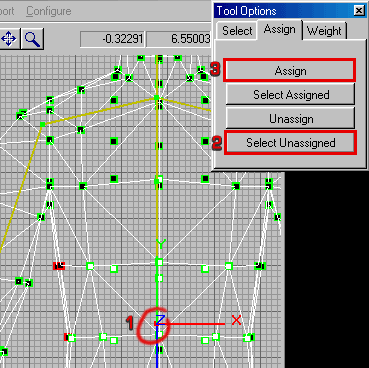 port Configure
Tool Options
-0.32291 6.55003
Select Assign Weight
3
Assign
Select Assigned
Unassign
2
Select Unassigned
Y
1
Z X